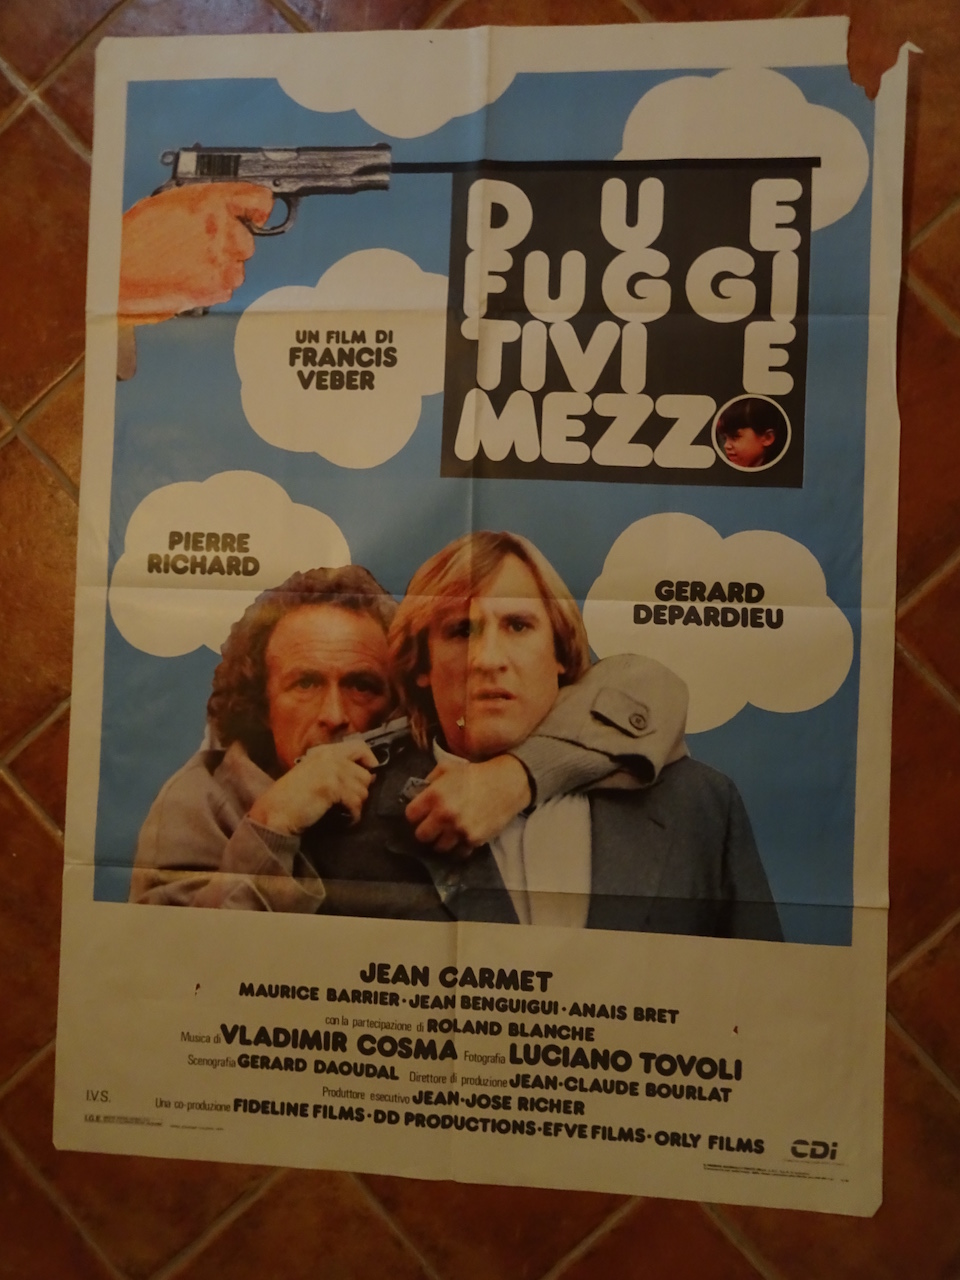 DUE
FUGGI
TIVI E
MEZZO
UN FILM DI
FRANCIS
VEBER
PIERRE
RICHARD
GERARD
DEPARDIEU
JEAN CARMET
MAURICE BARRIER·JEAN BENGUIGUI·ANAIS BRET
con la partecipazione di ROLAND BLANCHE
Musica di VLADIMIR COSMA Fotografia LUCIANO TOVOLI
Scenografia GERARD DAOUDAL Direttore di produzione JEAN-CLAUDE BOURLAT
Produttore esecutivo JEAN-JOSE RICHER
Una co-produzione FIDELINE FILMS·DD PRODUCTIONS·EFVE FILMS·ORLY FILMS
I.V.S.
CDi